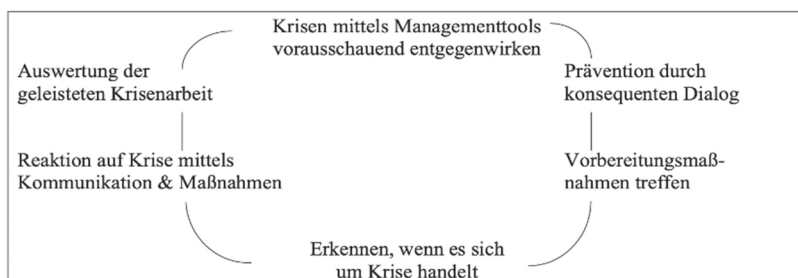 Krisen mittels Managementtools
vorausschauend entgegenwirken
Auswertung der
geleisteten Krisenarbeit
Prävention durch
konsequenten Dialog
Reaktion auf Krise mittels
Kommunikation & Maßnahmen
Vorbereitungsmaß-
nahmen treffen
Erkennen, wenn es sich
um Krise handelt